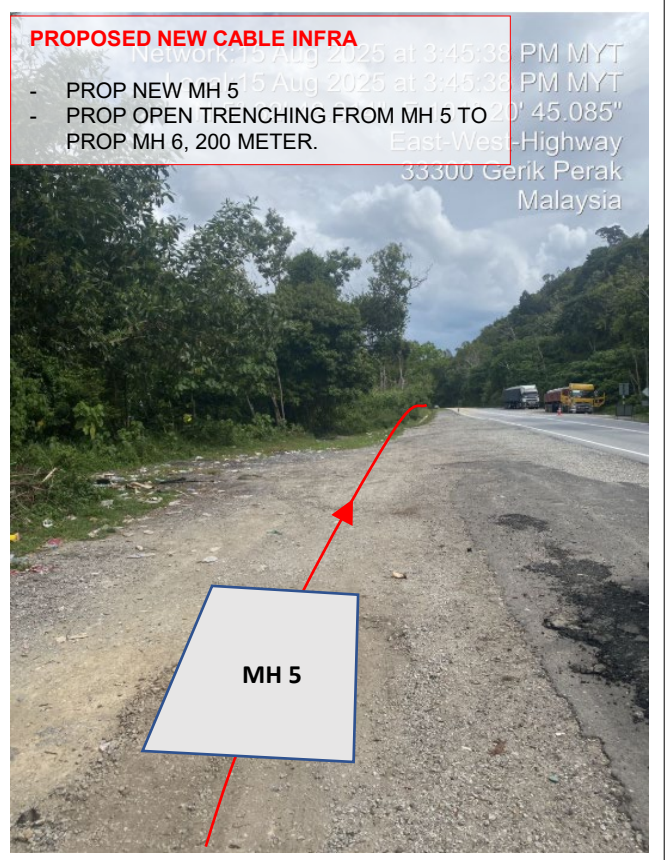 PROPOSED NEW CABLE INFRA
- PROP NEW MH 5
- PROP OPEN TRENCHING FROM MH 5 TO
PROP MH 6, 200 METER.
Network: 15 Aug 2025 at 3:45:38 PM MYT
Local: 15 Aug 2025 at 3:45:38 PM MYT
20' 45.085"
East-West-Highway
33300 Gerik Perak
Malaysia
MH 5